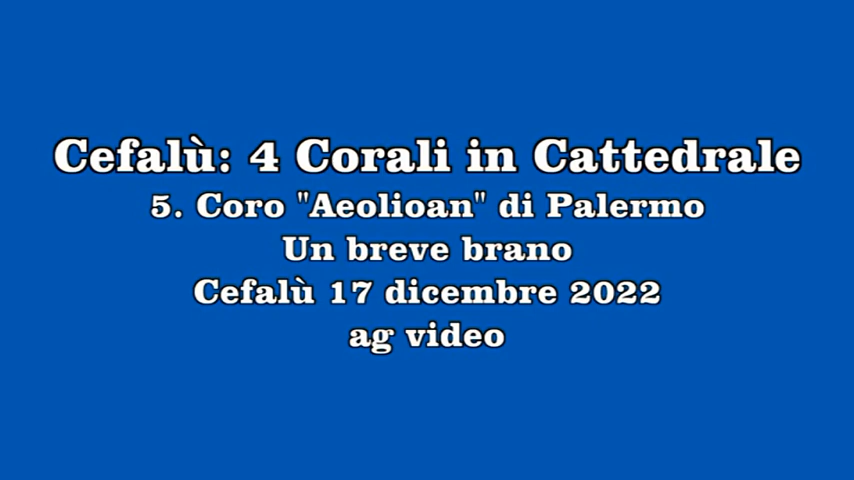 Cefalù: 4 Corali in Cattedrale
5. Coro "Aeolioan" di Palermo
Un breve brano
Cefalù 17 dicembre 2022
ag video